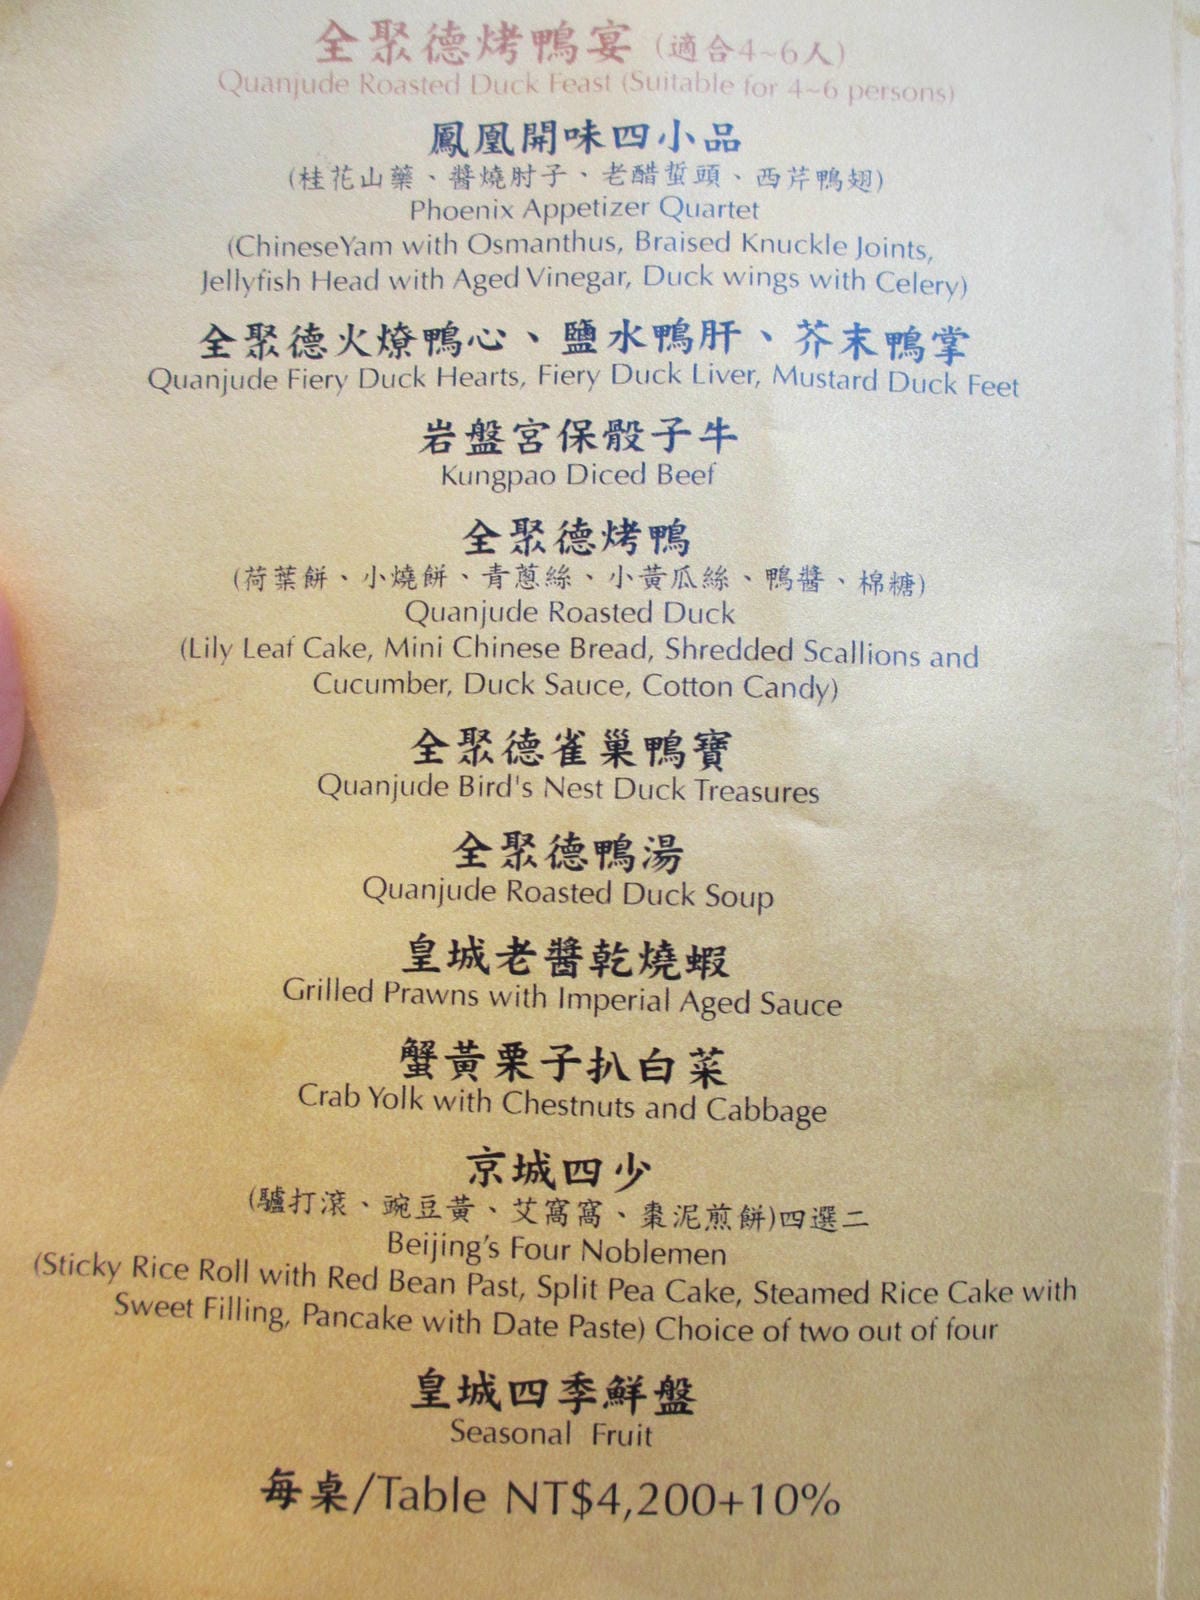 全聚德烤鴨宴 (適合4~6人)
Quanjude Roasted Duck Feast (Suitable for 4~6 persons)
鳳凰開味四小品
(桂花山藥、醬燒肘子、老醋蜇頭、西芹鴨翅)
Phoenix Appetizer Quartet
(ChineseYam with Osmanthus, Braised Knuckle Joints,
Jellyfish Head with Aged Vinegar, Duck wings with Celery)
全聚德火燎鴨心、鹽水鴨肝、芥末鴨掌
Quanjude Fiery Duck Hearts, Fiery Duck Liver, Mustard Duck Feet
岩盤宮保骰子牛
Kungpao Diced Beef
全聚德烤鴨
(荷葉餅、小燒餅、青蔥絲、小黃瓜絲、鴨醬、棉糖)
Quanjude Roasted Duck
(Lily Leaf Cake, Mini Chinese Bread, Shredded Scallions and
Cucumber, Duck Sauce, Cotton Candy)
全聚德雀巢鴨寶
Quanjude Bird's Nest Duck Treasures
全聚德鴨湯
Quanjude Roasted Duck Soup
皇城老醬乾燒蝦
Grilled Prawns with Imperial Aged Sauce
蟹黃栗子扒白菜
Crab Yolk with Chestnuts and Cabbage
京城四少
(驢打滾、豌豆黃、艾窩窩、棗泥煎餅)四選二
Beijing's Four Noblemen
(Sticky Rice Roll with Red Bean Past, Split Pea Cake, Steamed Rice Cake with
Sweet Filling, Pancake with Date Paste) Choice of two out of four
皇城四季鮮盤
Seasonal Fruit
每桌/Table NT$4,200+10%